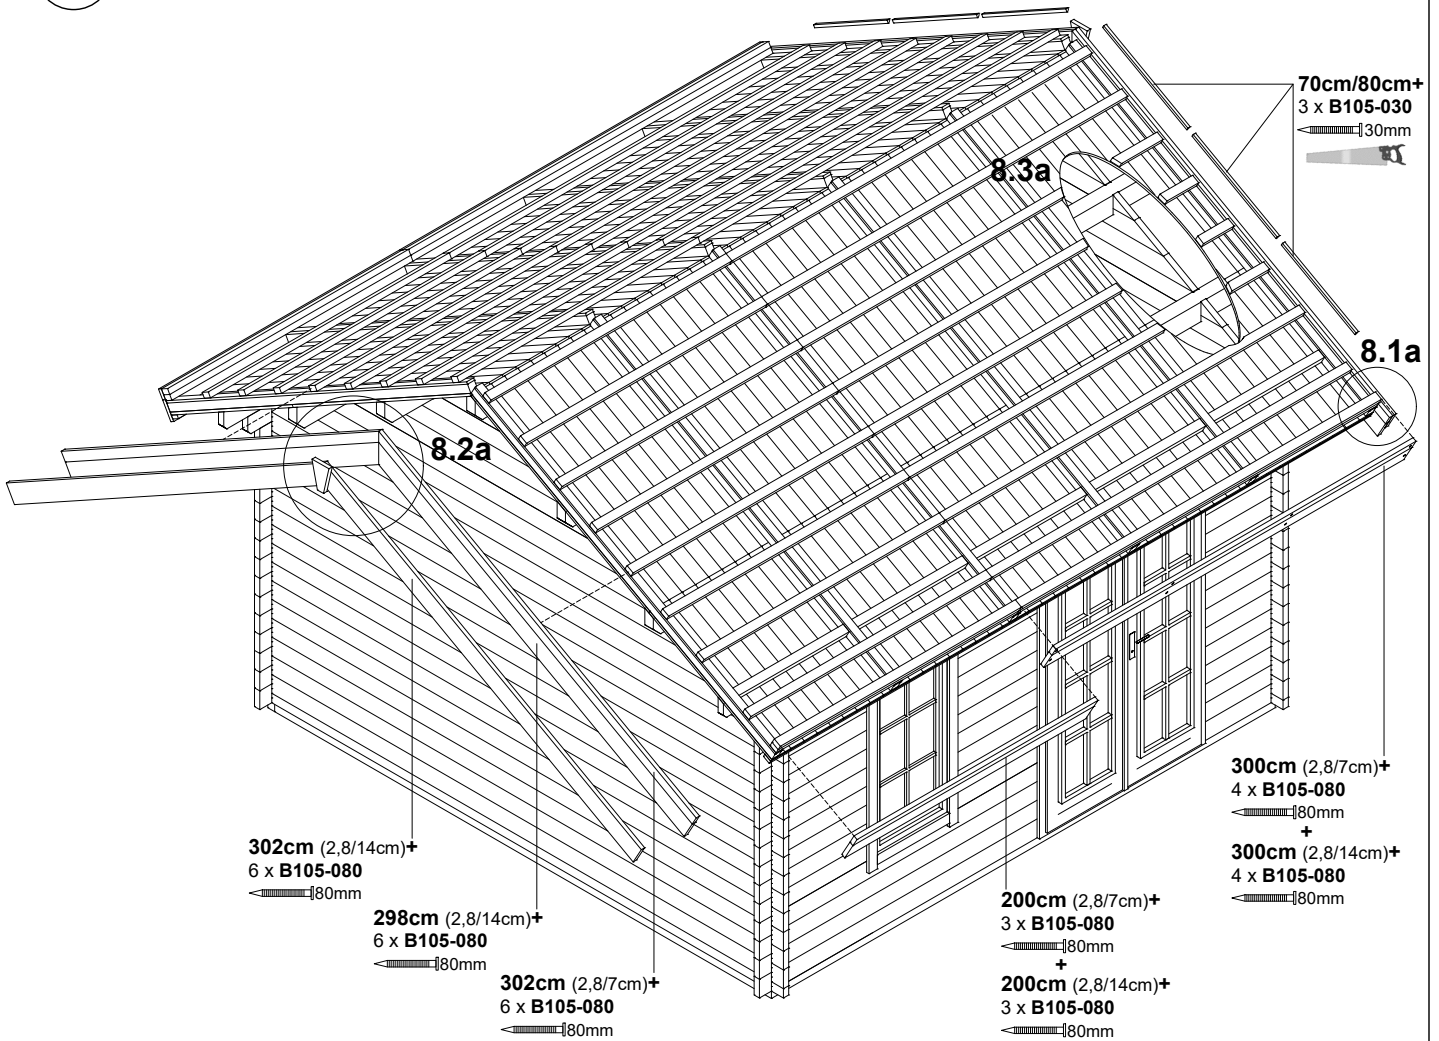 70cm/80cm+
3 x B105-030
30mm
8.3a
8.1a
8.2a
302cm (2,8/14cm)+
6 x B105-080
80mm
298cm (2,8/14cm)+
6 x B105-080
80mm
302cm (2,8/7cm)+
6 x B105-080
80mm
200cm (2,8/7cm)+
3 x B105-080
80mm
+
200cm (2,8/14cm)+
3 x B105-080
80mm
300cm (2,8/7cm)+
4 x B105-080
80mm
+
300cm (2,8/14cm)+
4 x B105-080
80mm